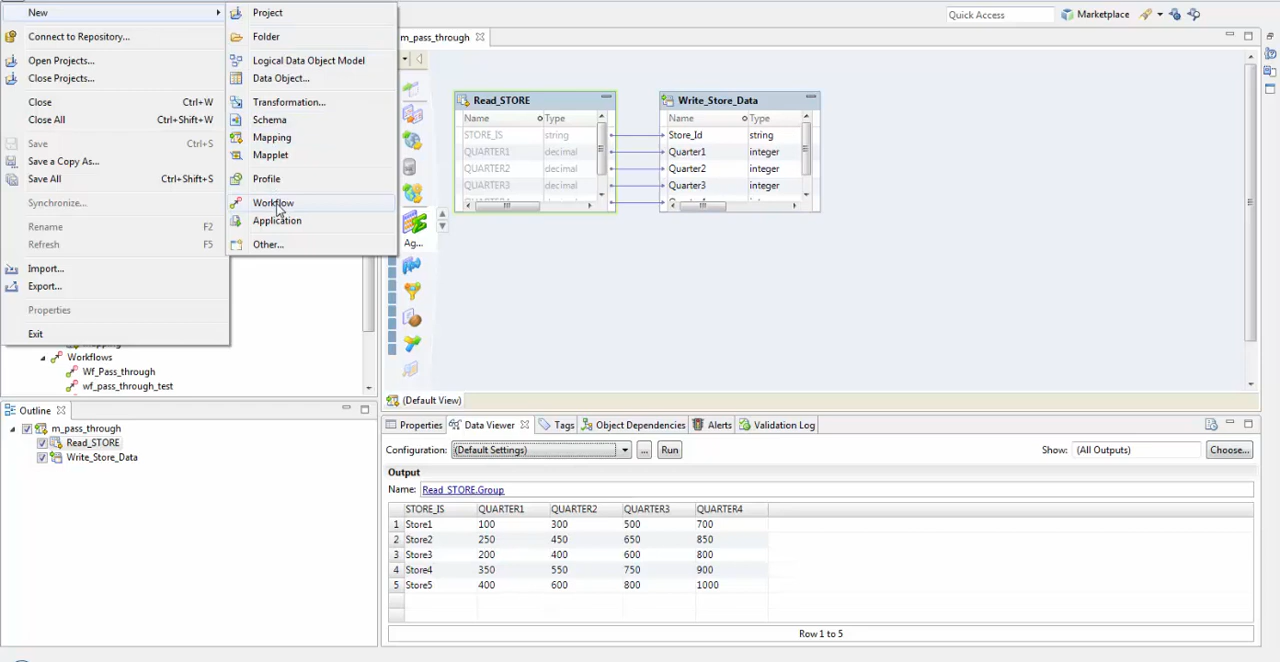 New
Connect to Repository...
Open Projects...
Close Projects...
Close Ctrl+W
Close All Ctrl+Shift+W
Save Ctrl+S
Save a Copy As...
Save All Ctrl+Shift+S
Synchronize...
Rename F2
Refresh F5
Import...
Export...
Properties
Exit
Project
Folder
Logical Data Object Model
Data Object...
Transformation...
Schema
Mapping
Mapplet
Profile
Workflow
Application
Other...
Workflows
Wf_Pass_through
wf_pass_through_test
Quick Access
Marketplace
m_pass_through
Read_STORE
Name Type
STORE_IS string
QUARTER1 decimal
QUARTER2 decimal
QUARTER3 decimal
Write_Store_Data
Name Type
Store_Id string
Quarter1 integer
Quarter2 integer
Quarter3 integer
Ag...
(Default View)
Outline
m_pass_through
Read_STORE
Write_Store_Data
Properties Data Viewer Tags Object Dependencies Alerts Validation Log
Configuration: (Default Settings) ... Run Show: (All Outputs) Choose...
Output
Name: Read_STORE.Group
STORE_IS QUARTER1 QUARTER2 QUARTER3 QUARTER4
1 Store1 100 300 500 700
2 Store2 250 450 650 850
3 Store3 200 400 600 800
4 Store4 350 550 750 900
5 Store5 400 600 800 1000
Row 1 to 5